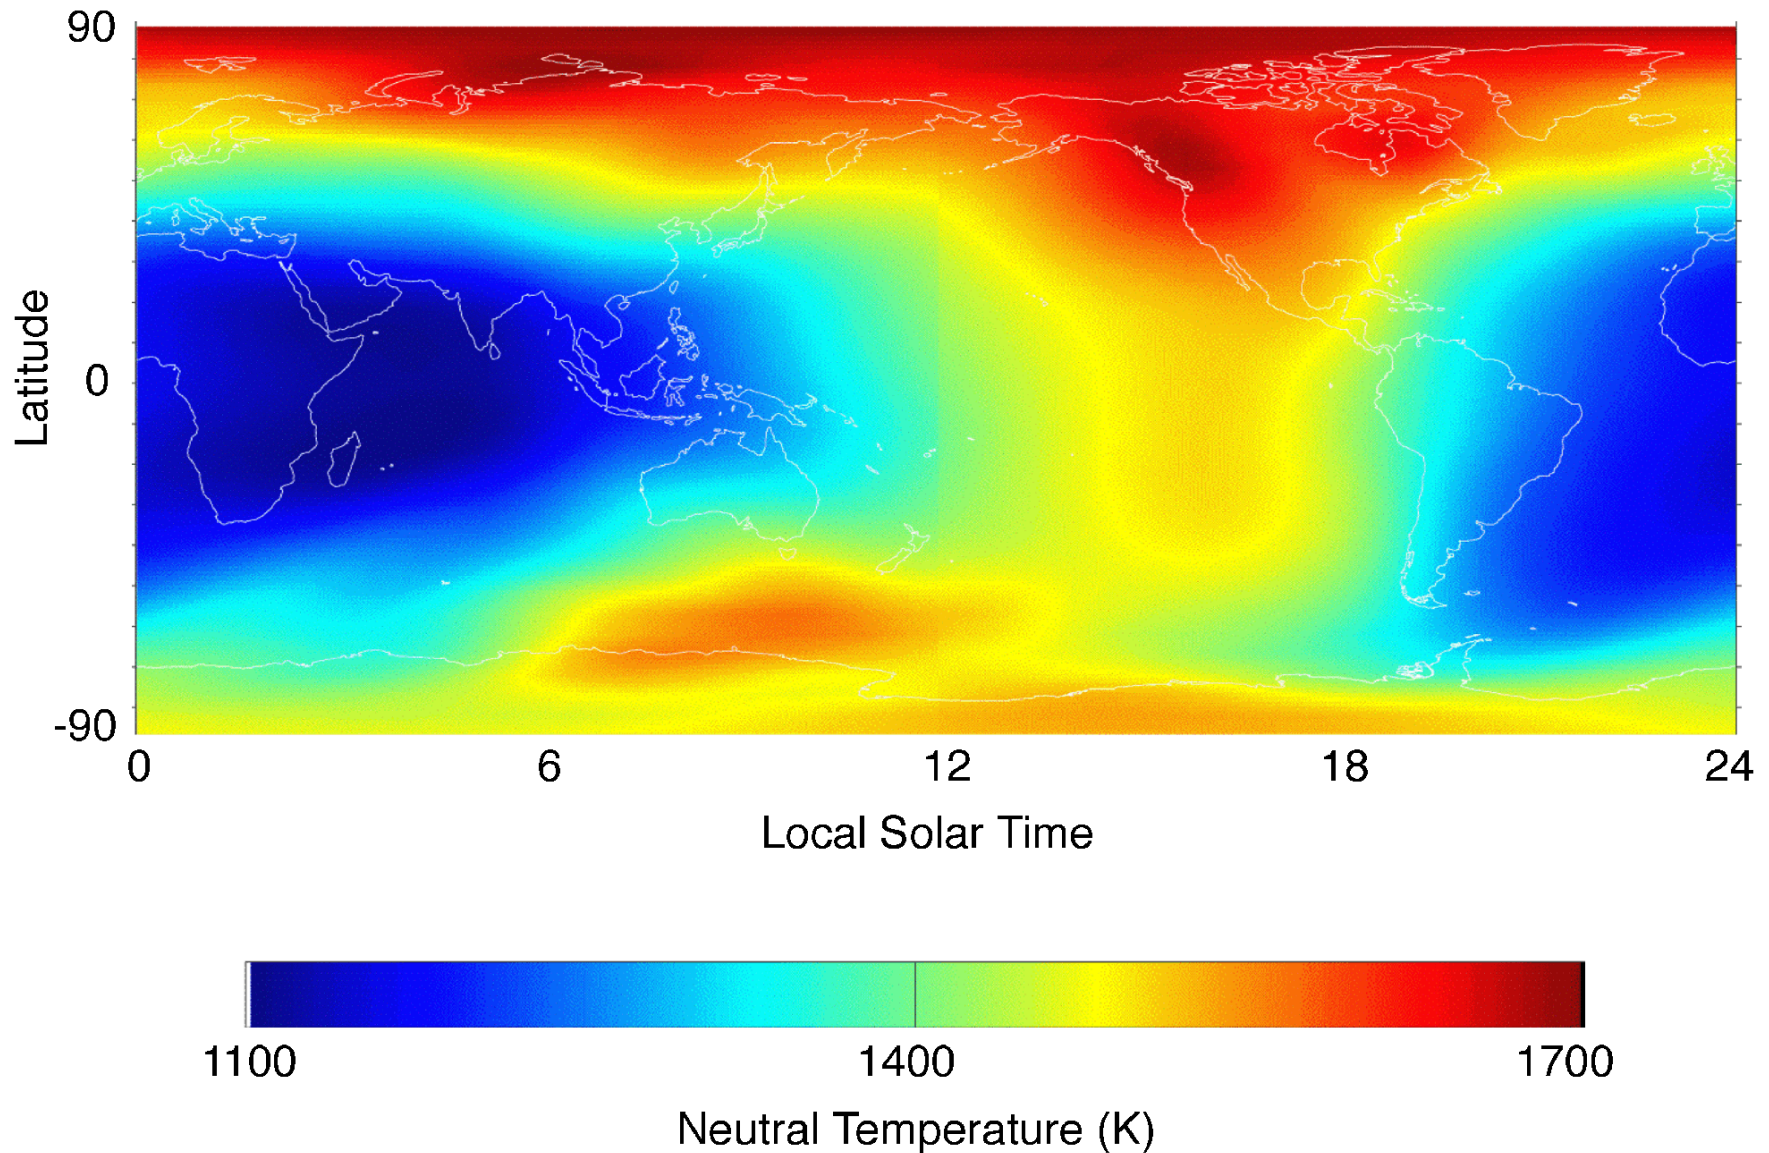 90
0
-90
Latitude
0 6 12 18 24
Local Solar Time
1100 1400 1700
Neutral Temperature (K)